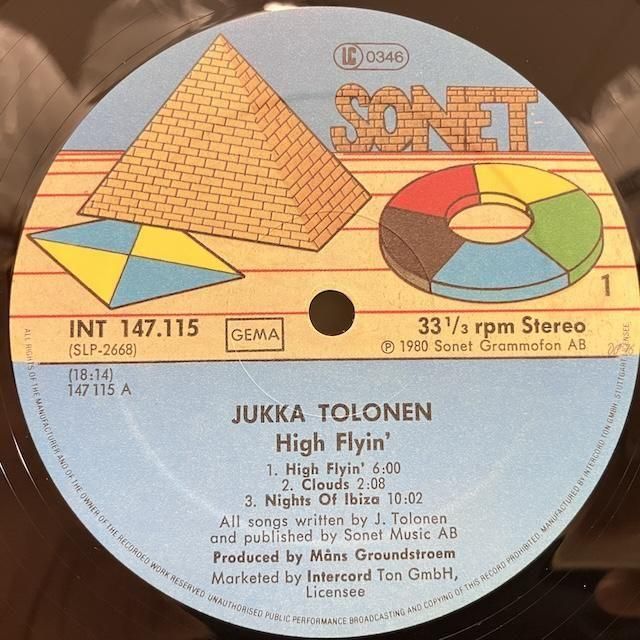 LC 0346
SONET
1
INT 147.115
(SLP-2668)
GEMA
33 1/3 rpm Stereo
℗ 1980 Sonet Grammofon AB
(18:14)
147 115 A
JUKKA TOLONEN
High Flyin'
1. High Flyin' 6:00
2. Clouds 2:08
3. Nights Of Ibiza 10:02
All songs written by J. Tolonen
and published by Sonet Music AB
Produced by Måns Groundstroem
Marketed by Intercord Ton GmbH,
Licensee
ALL RIGHTS OF THE MANUFACTURER AND OF THE OWNER OF THE RECORDED WORK RESERVED. UNAUTHORISED PUBLIC PERFORMANCE BROADCASTING AND COPYING OF THIS RECORD PROHIBITED. MANUFACTURED BY INTERCORD TON GMBH STUTTGART LICENSEE